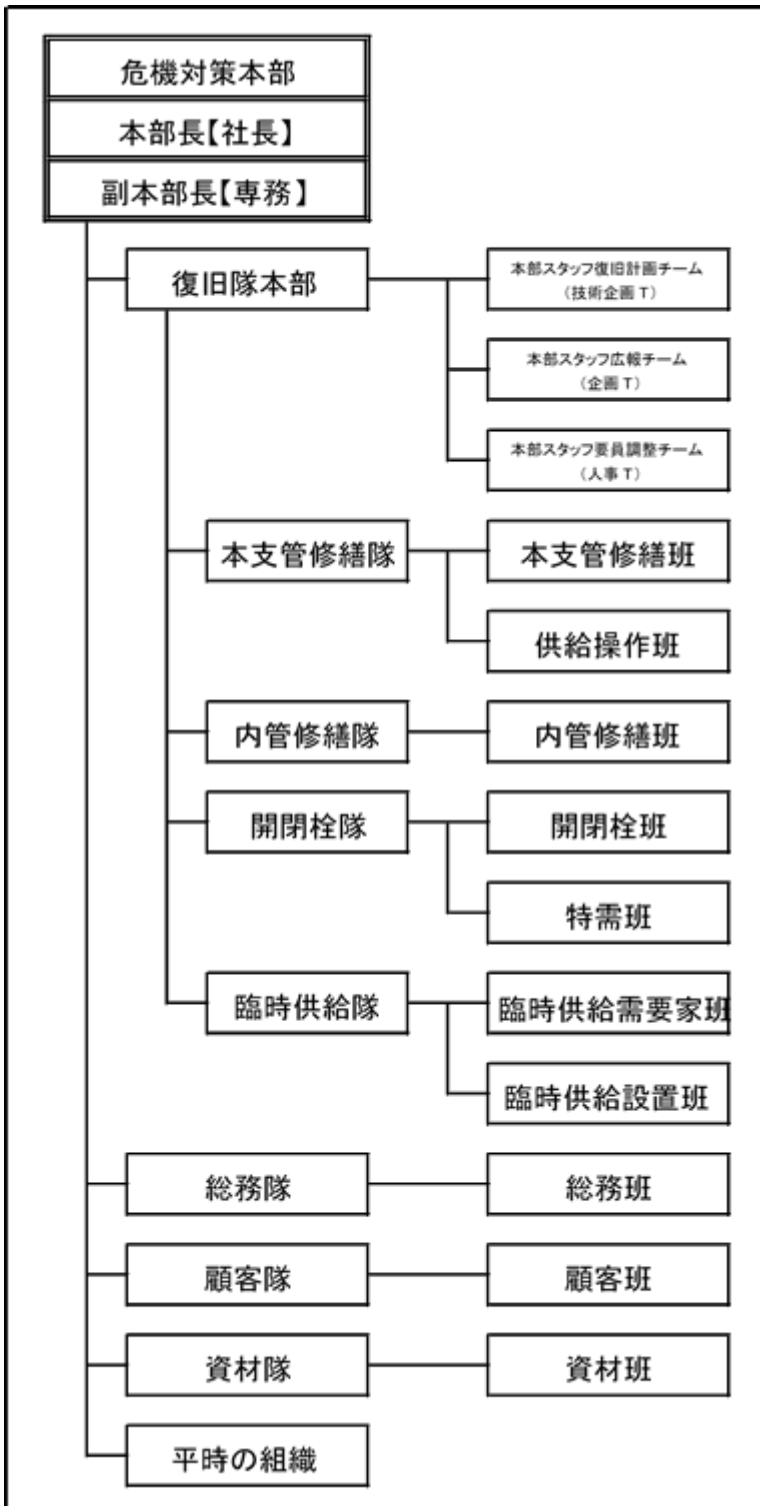 危機対策本部
本部長【社長】
副本部長【専務】
復旧隊本部
本部スタッフ復旧計画チーム
（技術企画T）
本部スタッフ広報チーム
（企画T）
本部スタッフ要員調整チーム
（人事T）
本支管修繕隊
本支管修繕班
供給操作班
内管修繕隊
内管修繕班
開閉栓隊
開閉栓班
特需班
臨時供給隊
臨時供給需要家班
臨時供給設置班
総務隊
総務班
顧客隊
顧客班
資材隊
資材班
平時の組織